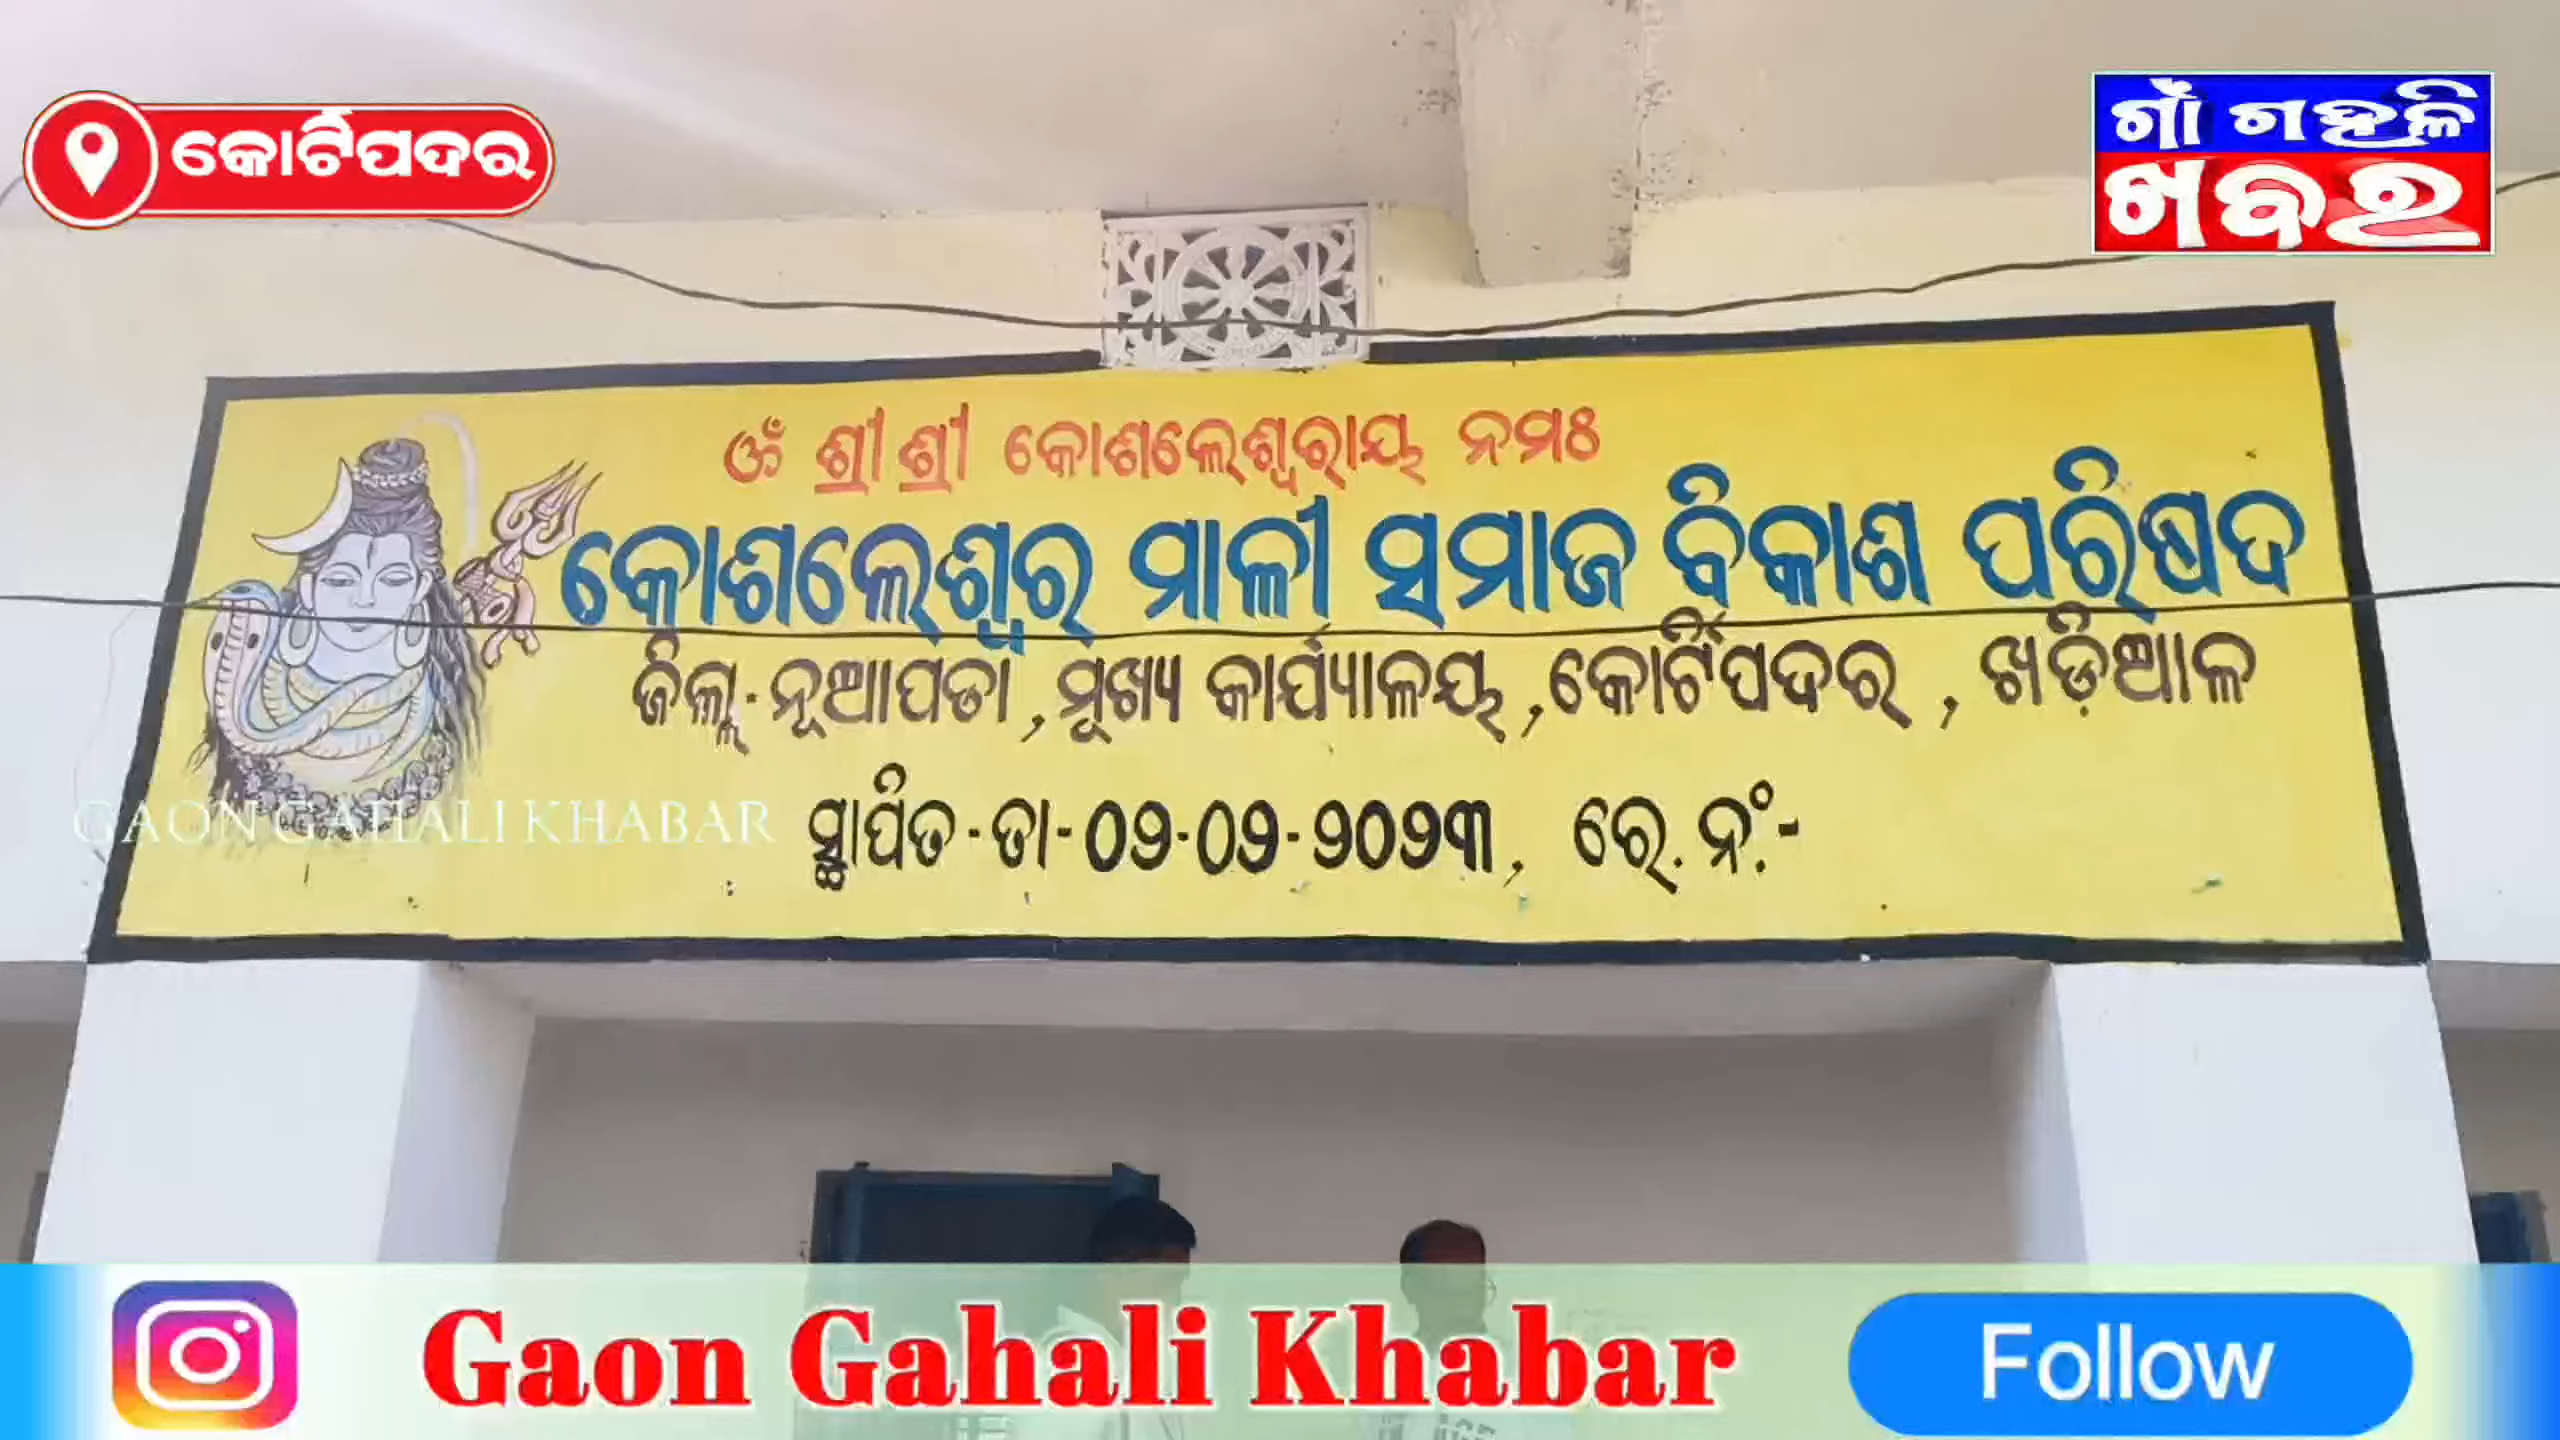 କୋର୍ଟିପଦର
ଗାଁ ଗହଳି
ଖବର
ଓଁ ଶ୍ରୀ ଶ୍ରୀ କୋଶଲେଶ୍ୱରାୟ ନମଃ
କୋଶଲେଶ୍ୱର ମାଳୀ ସମାଜ ବିକାଶ ପରିଷଦ
ଜିଲ୍ଲା-ନୂଆପଡା, ମୂଖ୍ୟ କାର୍ଯ୍ୟାଳୟ, କୋର୍ଟିପଦର, ଖଡ଼ିଆଳ
ସ୍ଥାପିତ-ତା-୦୨-୦୨-୨୦୨୩, ରେ. ନଂ.-
GAON GAHALI KHABAR
Gaon Gahali Khabar
Follow